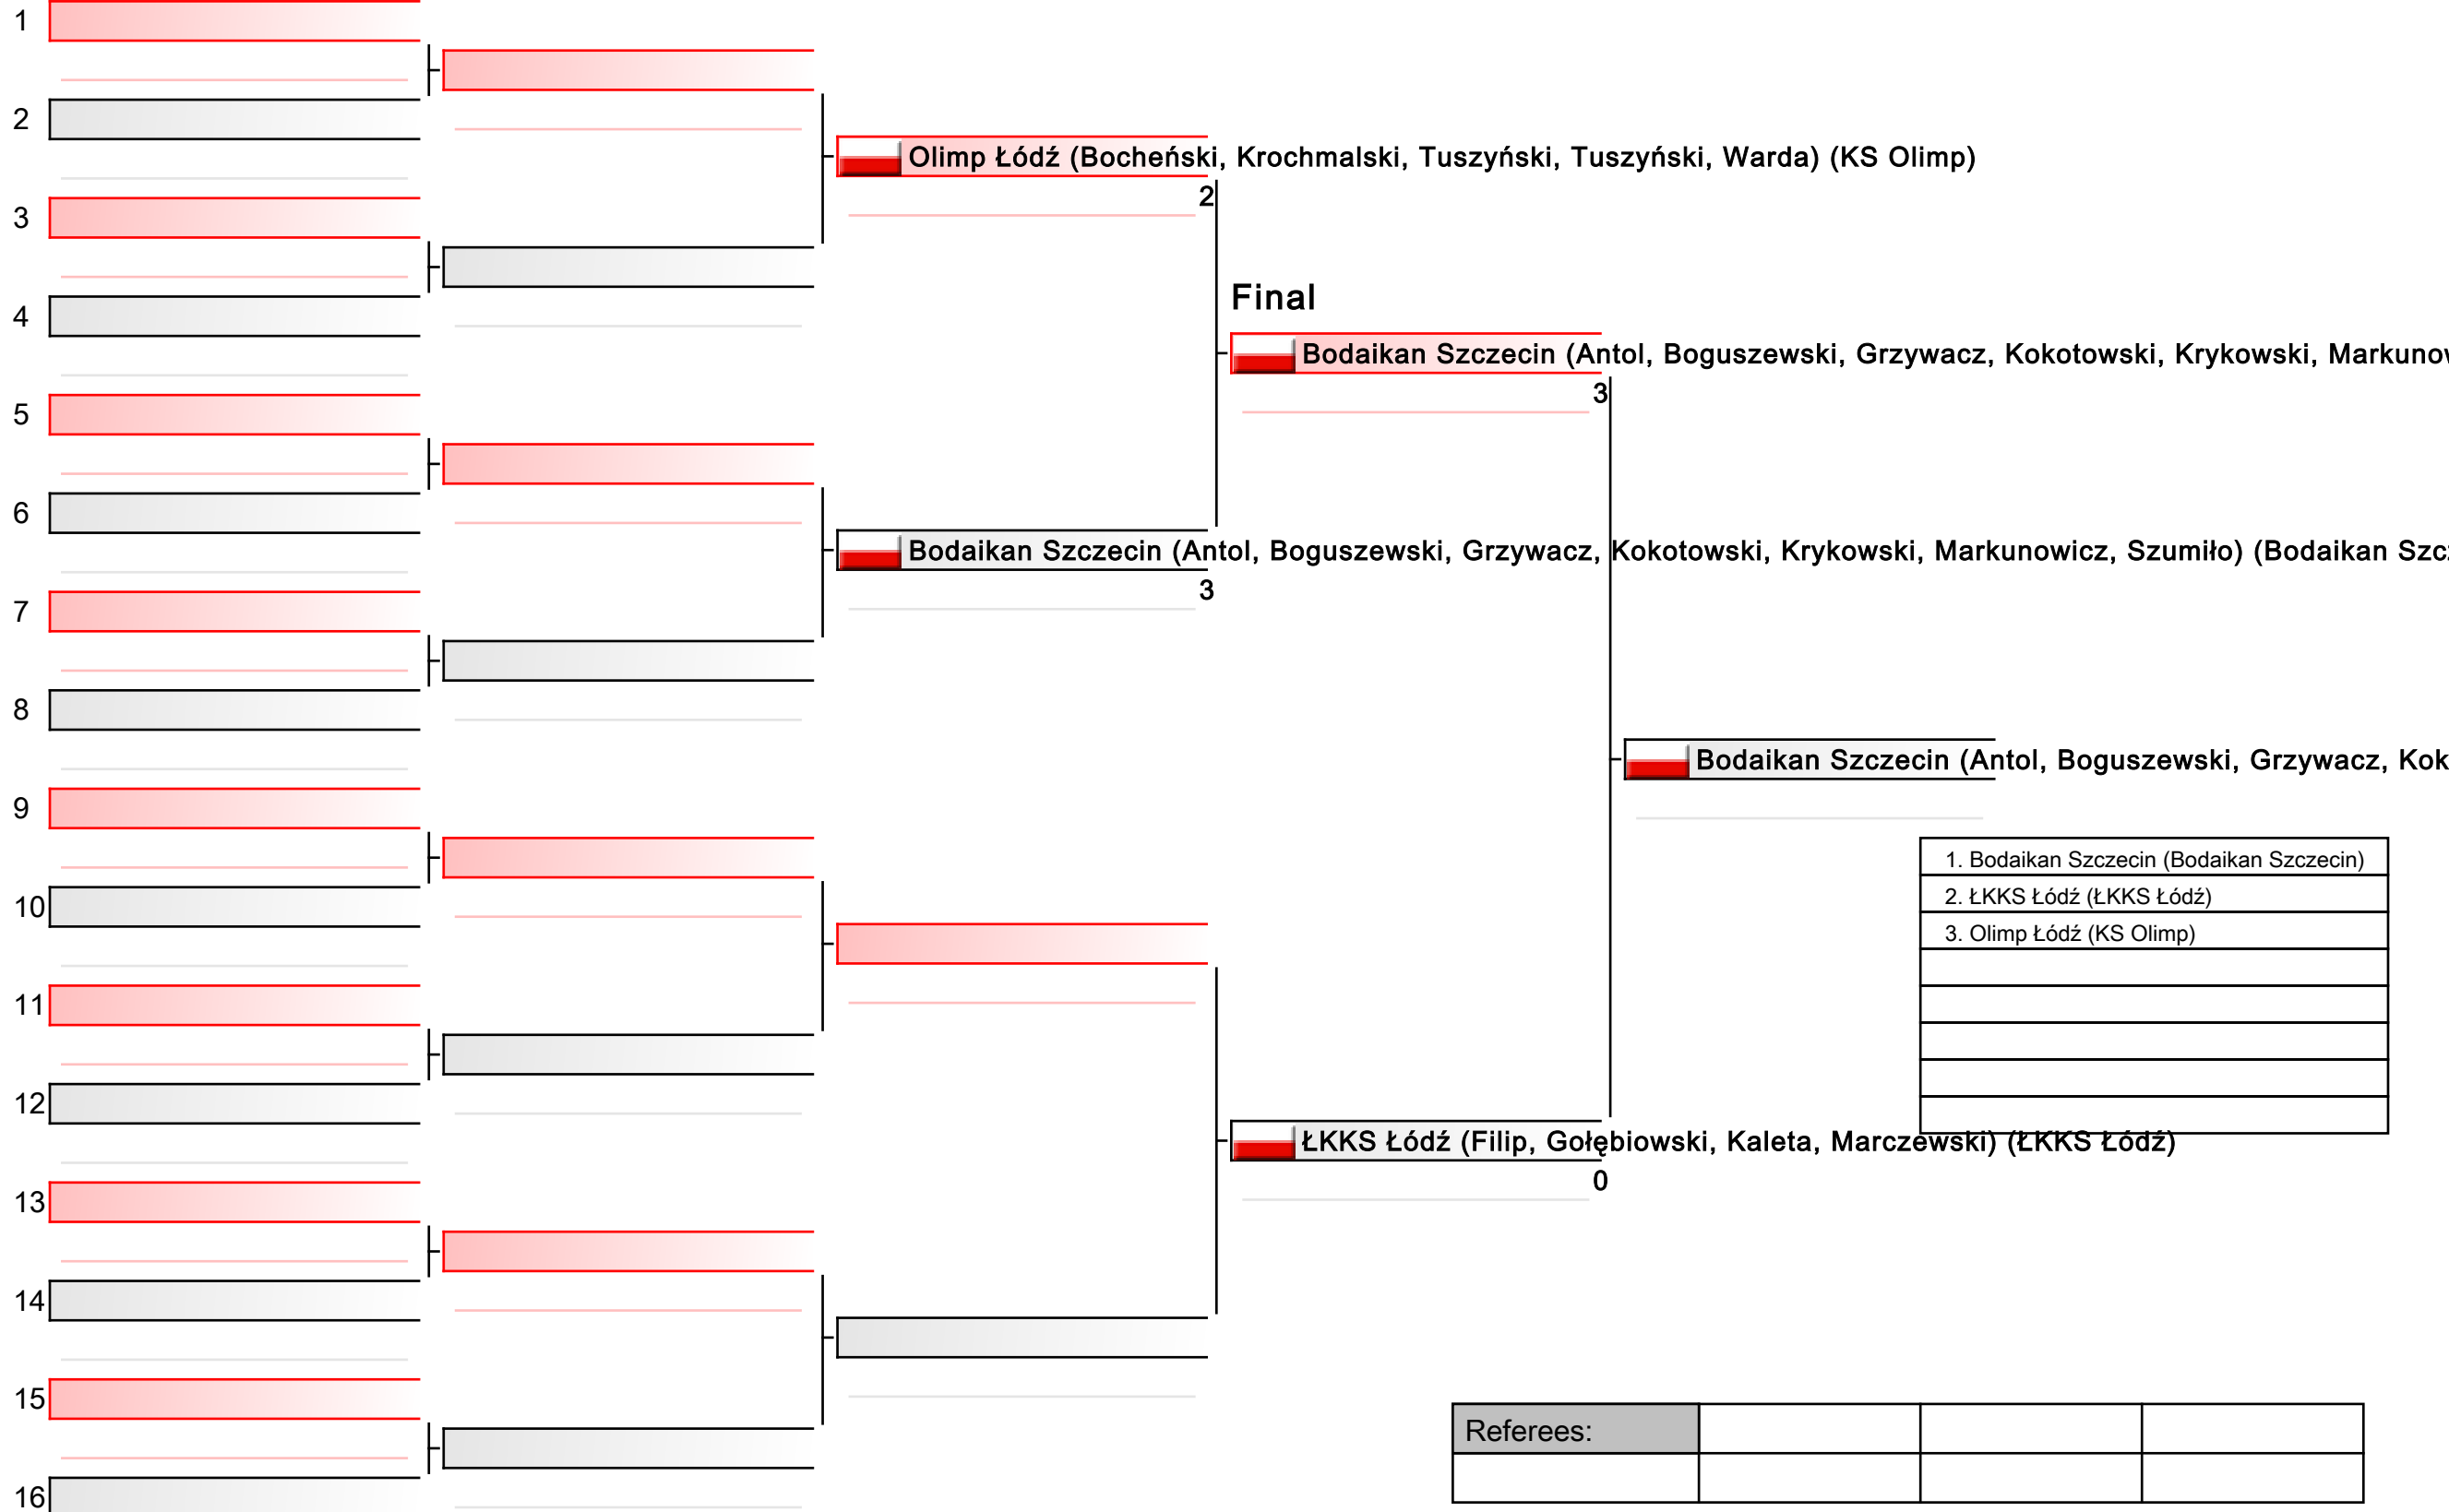 1
2
Olimp Łódź (Bocheński, Krochmalski, Tuszyński, Tuszyński, Warda) (KS Olimp)
2
3
Final
4
Bodaikan Szczecin (Antol, Boguszewski, Grzywacz, Kokotowski, Krykowski,
3
5
6
Bodaikan Szczecin (Antol, Boguszewski, Grzywacz, Kokotowski, Krykowski, Markunowicz, Szumiło) (Bodaikan
3
7
8
Bodaikan Szczecin (Antol, Boguszewski, Grzywacz,
9
1. Bodaikan Szczecin (Bodaikan Szczecin)
10
2. ŁKKS Łódź (ŁKKS Łódź)
3. Olimp Łódź (KS Olimp)
11
12
ŁKKS Łódź (Filip, Gołębiowski, Kaleta, Marczewski) (ŁKKS Łódź)
0
13
14
15
Referees:
16